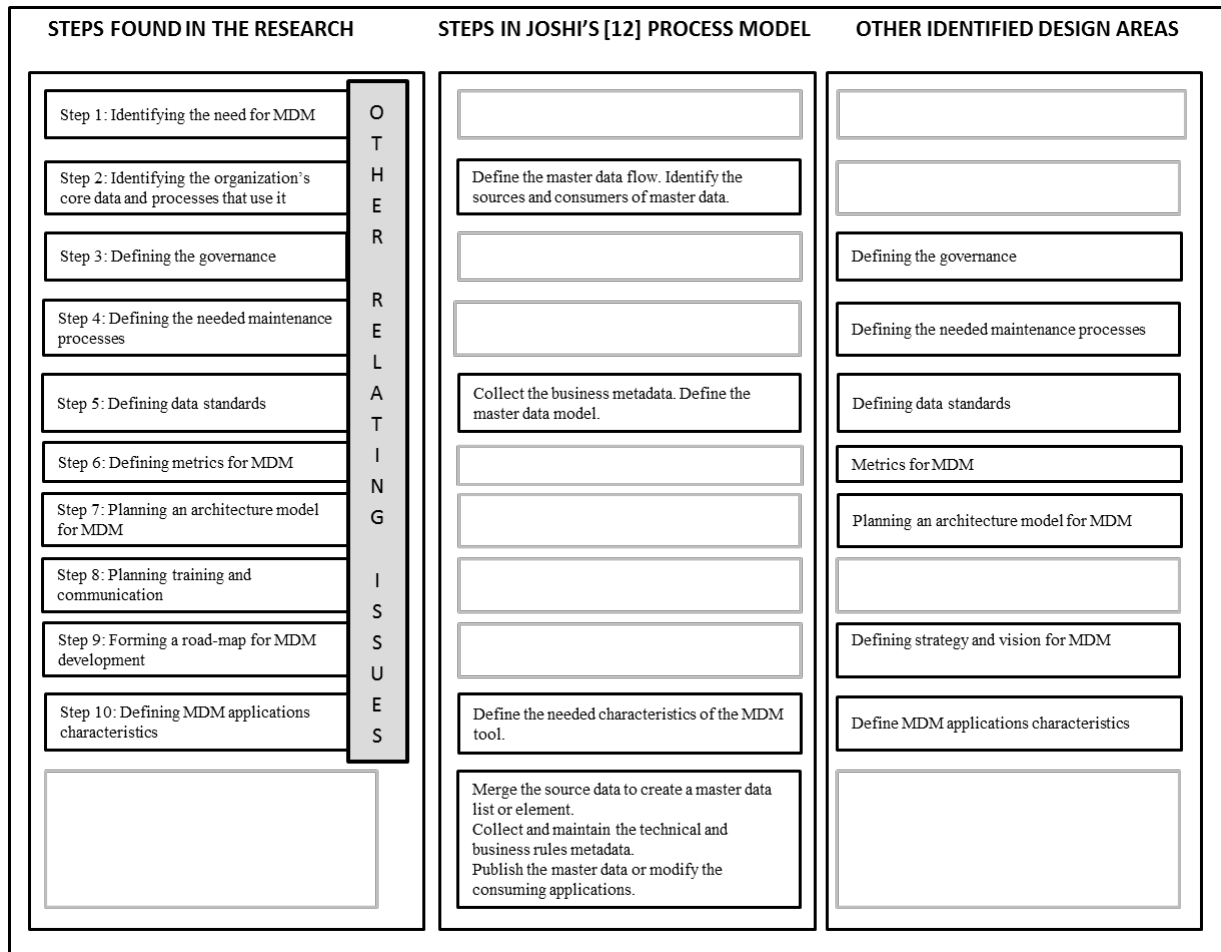 STEPS FOUND IN THE RESEARCH
STEPS IN JOSHI'S [12] PROCESS MODEL
OTHER IDENTIFIED DESIGN AREAS
Step 1: Identifying the need for MDM
Step 2: Identifying the organization's
core data and processes that use it
Step 3: Defining the governance
Step 4: Defining the needed maintenance
processes
Step 5: Defining data standards
Step 6: Defining metrics for MDM
Step 7: Planning an architecture model
for MDM
Step 8: Planning training and
communication
Step 9: Forming a road-map for MDM
development
Step 10: Defining MDM applications
characteristics
OTHER RELATING ISSUES
Define the master data flow. Identify the
sources and consumers of master data.
Collect the business metadata. Define the
master data model.
Define the needed characteristics of the MDM
tool.
Merge the source data to create a master data
list or element.
Collect and maintain the technical and
business rules metadata.
Publish the master data or modify the
consuming applications.
Defining the governance
Defining the needed maintenance processes
Defining data standards
Metrics for MDM
Planning an architecture model for MDM
Defining strategy and vision for MDM
Define MDM applications characteristics